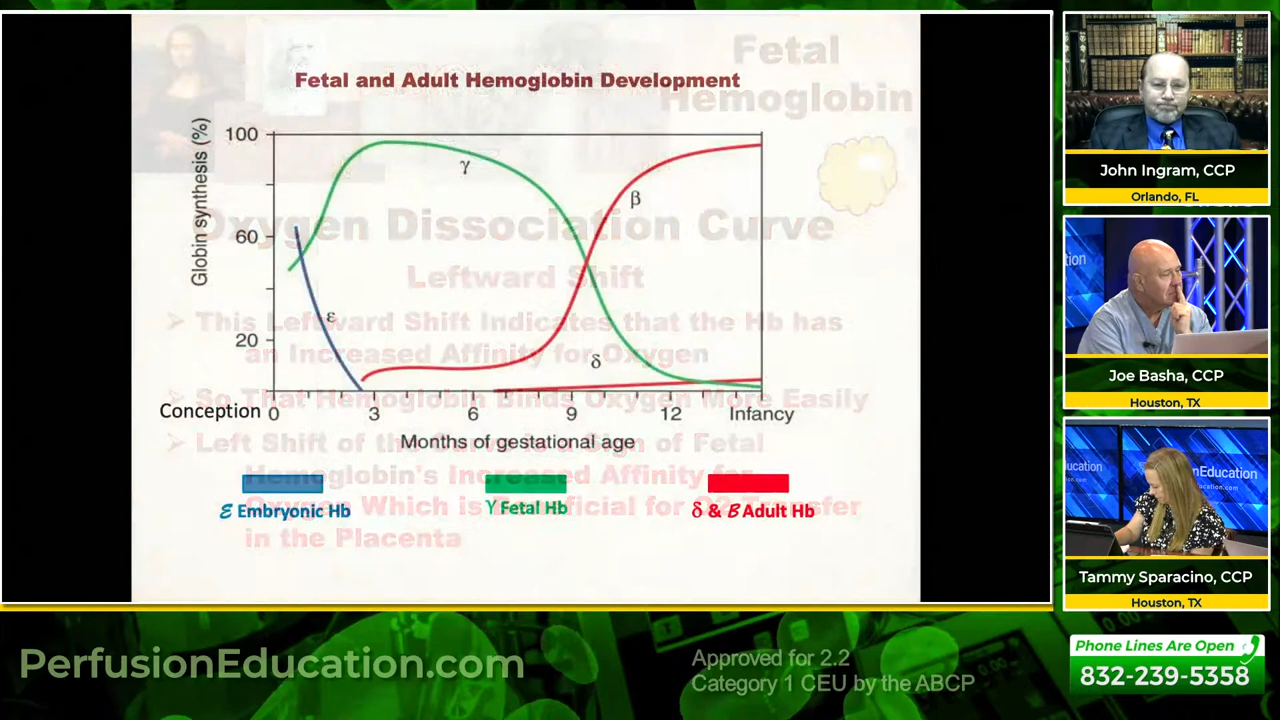 Fetal
Hemoglobin
Fetal and Adult Hemoglobin Development
Globin synthesis (%)
100
60
20
γ
β
ε
δ
Conception 0
3
6
9
12
Infancy
Months of gestational age
ε Embryonic Hb
γ Fetal Hb
δ & β Adult Hb
Oxygen Dissociation Curve
Leftward Shift
➢ This Leftward Shift Indicates that the Hb has
an Increased Affinity for Oxygen
➢ So That Hemoglobin Binds Oxygen More Easily
➢ Left Shift of the Curve is a Sign of Fetal
Hemoglobin's Increased Affinity for
Oxygen Which is Beneficial for O2 Transfer
in the Placenta
John Ingram, CCP
Orlando, FL
Joe Basha, CCP
Houston, TX
Tammy Sparacino, CCP
Houston, TX
Phone Lines Are Open
832-239-5358
PerfusionEducation.com
Approved for 2.2
Category 1 CEU by the ABCP